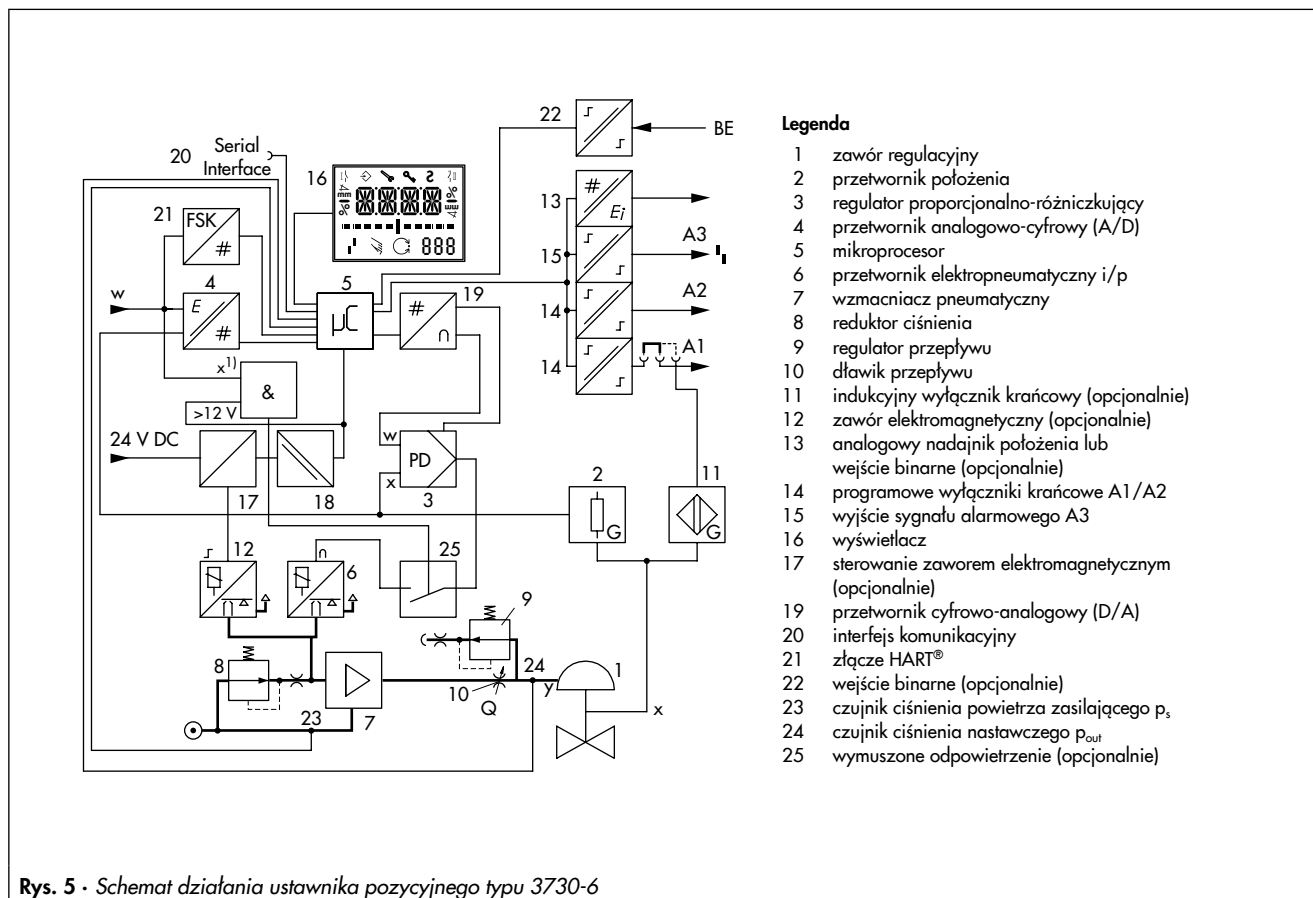 22
BE
20
Serial
Interface
16
mm
%
%
888
21
FSK
#
13
#
Ei
A3
15
w
4
E
#
5
µC
19
#
∩
14
A2
14
A1
x¹⁾
&
>12 V
24 V DC
w
PD
x
3
17
18
2
G
11
G
12
∩
6
25
9
8
24
1
10
Q
y
x
23
7
Legenda
1 zawór regulacyjny
2 przetwornik położenia
3 regulator proporcjonalno-różniczkujący
4 przetwornik analogowo-cyfrowy (A/D)
5 mikroprocesor
6 przetwornik elektropneumatyczny i/p
7 wzmacniacz pneumatyczny
8 reduktor ciśnienia
9 regulator przepływu
10 dławik przepływu
11 indukcyjny wyłącznik krańcowy (opcjonalnie)
12 zawór elektromagnetyczny (opcjonalnie)
13 analogowy nadajnik położenia lub
wejście binarne (opcjonalnie)
14 programowe wyłączniki krańcowe A1/A2
15 wyjście sygnału alarmowego A3
16 wyświetlacz
17 sterowanie zaworem elektromagnetycznym
(opcjonalnie)
19 przetwornik cyfrowo-analogowy (D/A)
20 interfejs komunikacyjny
21 złącze HART®
22 wejście binarne (opcjonalnie)
23 czujnik ciśnienia powietrza zasilającego pₛ
24 czujnik ciśnienia nastawczego pout
25 wymuszone odpowietrzenie (opcjonalnie)
Rys. 5 · Schemat działania ustawnika pozycyjnego typu 3730-6